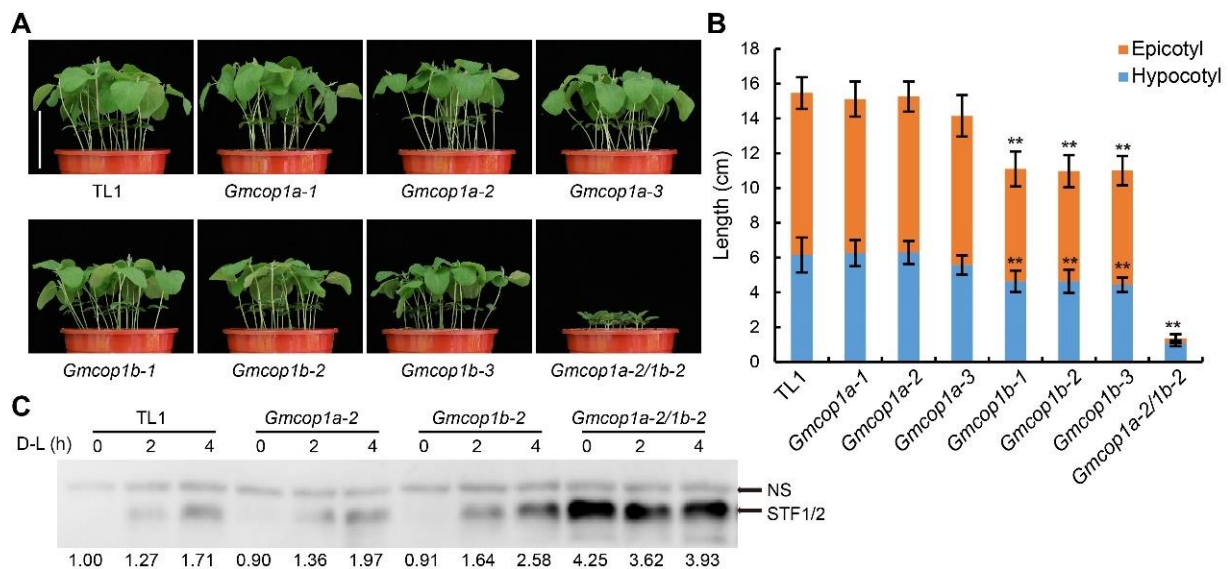 A
TL1
Gmcop1a-1
Gmcop1a-2
Gmcop1a-3
Gmcop1b-1
Gmcop1b-2
Gmcop1b-3
Gmcop1a-2/1b-2
B
Epicotyl
Hypocotyl
Length (cm)
18
16
14
12
10
8
6
4
2
0
** ** **
** ** **
**
TL1
Gmcop1a-1
Gmcop1a-2
Gmcop1a-3
Gmcop1b-1
Gmcop1b-2
Gmcop1b-3
Gmcop1a-2/1b-2
C
TL1 Gmcop1a-2 Gmcop1b-2 Gmcop1a-2/1b-2
D-L (h) 0 2 4 0 2 4 0 2 4 0 2 4
NS
STF1/2
1.00 1.27 1.71 0.90 1.36 1.97 0.91 1.64 2.58 4.25 3.62 3.93